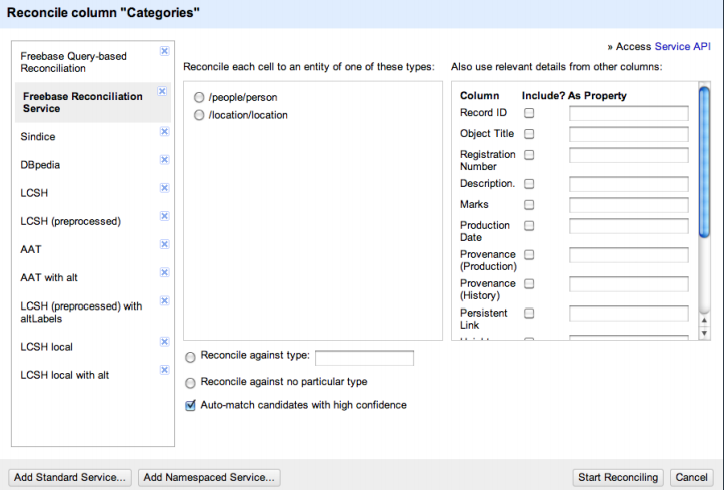 Reconcile column "Categories"
» Access Service API
Freebase Query-based
Reconciliation
Freebase Reconciliation
Service
Sindice
DBpedia
LCSH
LCSH (preprocessed)
AAT
AAT with alt
LCSH (preprocessed) with
altLabels
LCSH local
LCSH local with alt
Reconcile each cell to an entity of one of these types:
/people/person
/location/location
Reconcile against type:
Reconcile against no particular type
Auto-match candidates with high confidence
Also use relevant details from other columns:
Column Include? As Property
Record ID
Object Title
Registration
Number
Description.
Marks
Production
Date
Provenance
(Production)
Provenance
(History)
Persistent
Link
Add Standard Service...
Add Namespaced Service...
Start Reconciling
Cancel